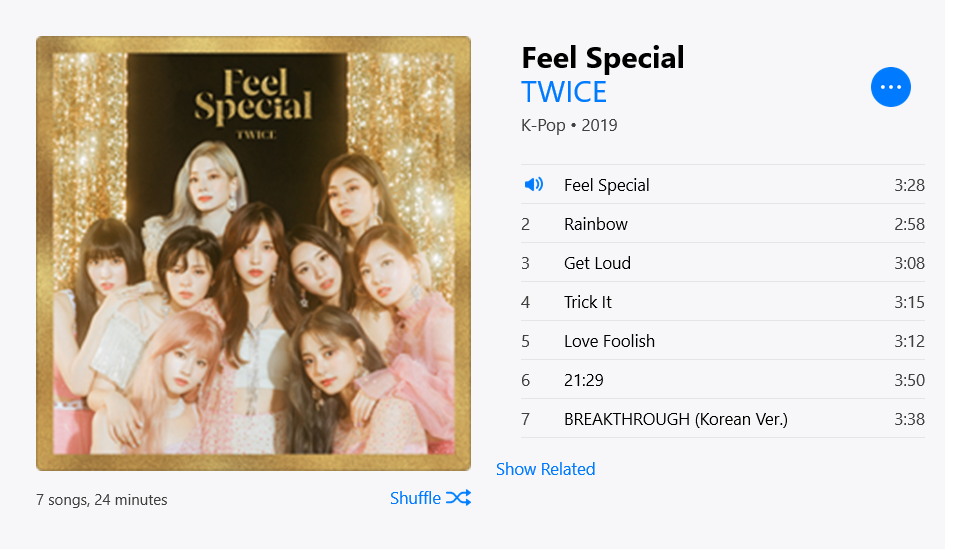 Feel
Special
TWICE
7 songs, 24 minutes
Shuffle
Feel Special
TWICE
K-Pop • 2019
Feel Special 3:28
2 Rainbow 2:58
3 Get Loud 3:08
4 Trick It 3:15
5 Love Foolish 3:12
6 21:29 3:50
7 BREAKTHROUGH (Korean Ver.) 3:38
Show Related